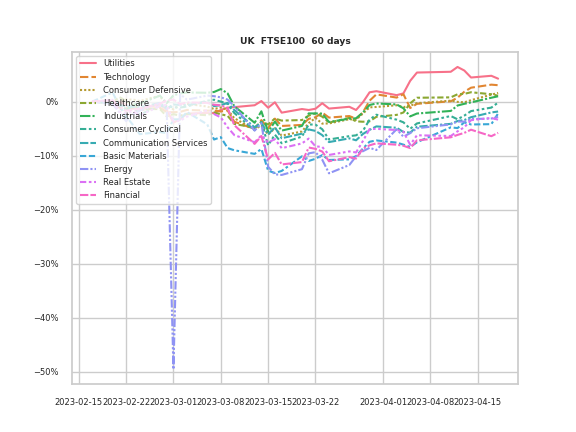 UK  FTSE100  60 days
Utilities
Technology
Consumer Defensive
Healthcare
Industrials
Consumer Cyclical
Communication Services
Basic Materials
Energy
Real Estate
Financial
0%
−10%
−20%
−30%
−40%
−50%
2023-02-15 2023-02-22 2023-03-01 2023-03-08 2023-03-15 2023-03-22 2023-04-01 2023-04-08 2023-04-15